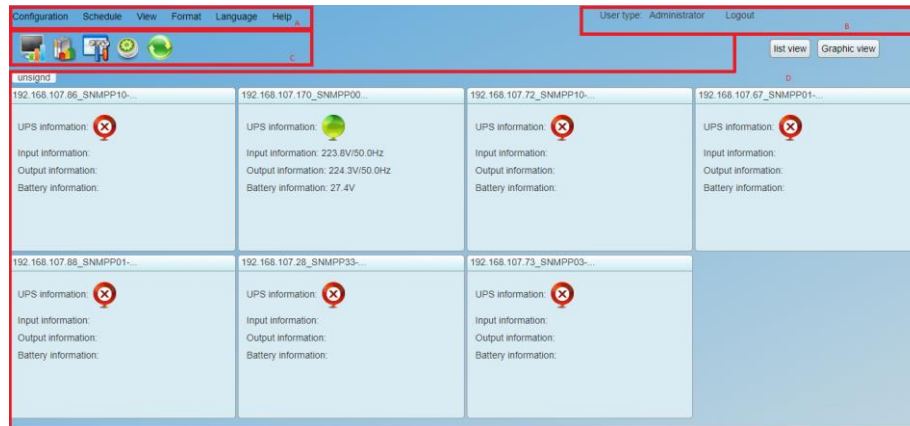 Configuration Schedule View Format Language Help A
User type: Administrator Logout B
C
list view Graphic view
unsignd D
192.168.107.86_SNMPP10-... 192.168.107.170_SNMPP00... 192.168.107.72_SNMPP10-... 192.168.107.67_SNMPP01-...
UPS information: UPS information: UPS information: UPS information:
Input information: Input information: 223.8V/50.0Hz Input information: Input information:
Output information: Output information: 224.3V/50.0Hz Output information: Output information:
Battery information: Battery information: 27.4V Battery information: Battery information:
192.168.107.88_SNMPP01-... 192.168.107.28_SNMPP33-... 192.168.107.73_SNMPP03-...
UPS information: UPS information: UPS information:
Input information: Input information: Input information:
Output information: Output information: Output information:
Battery information: Battery information: Battery information: